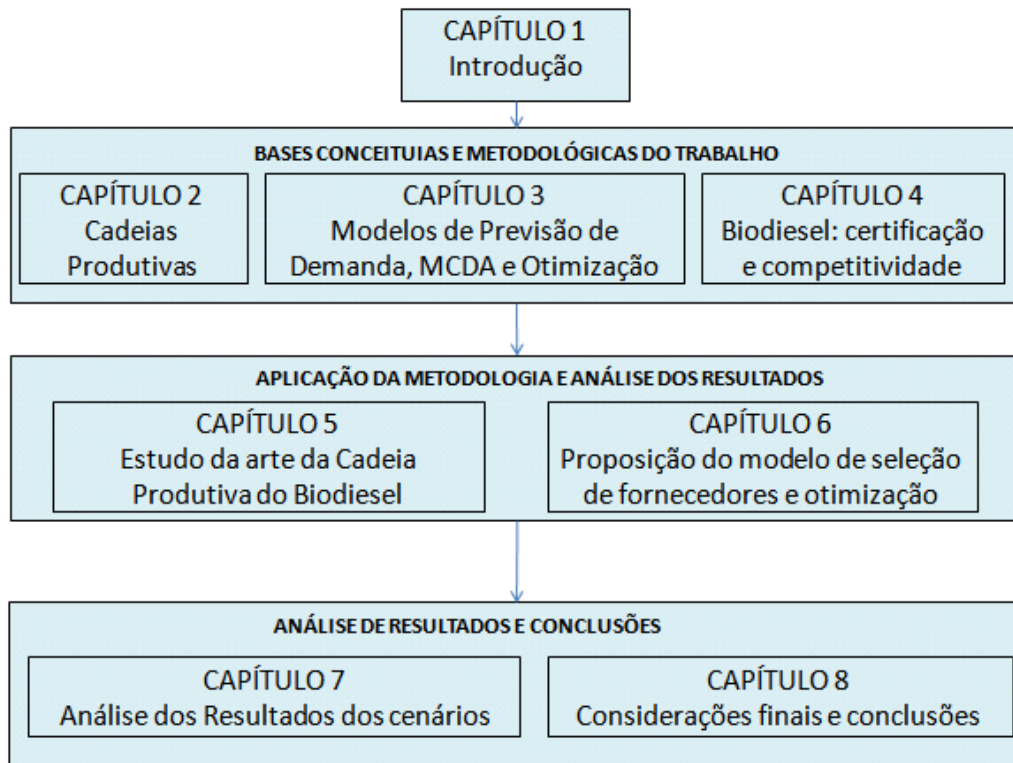 CAPÍTULO 1
Introdução
BASES CONCEITUIAS E METODOLÓGICAS DO TRABALHO
CAPÍTULO 2
Cadeias
Produtivas
CAPÍTULO 3
Modelos de Previsão de
Demanda, MCDA e Otimização
CAPÍTULO 4
Biodiesel: certificação
e competitividade
APLICAÇÃO DA METODOLOGIA E ANÁLISE DOS RESULTADOS
CAPÍTULO 5
Estudo da arte da Cadeia
Produtiva do Biodiesel
CAPÍTULO 6
Proposição do modelo de seleção
de fornecedores e otimização
ANÁLISE DE RESULTADOS E CONCLUSÕES
CAPÍTULO 7
Análise dos Resultados dos cenários
CAPÍTULO 8
Considerações finais e conclusões